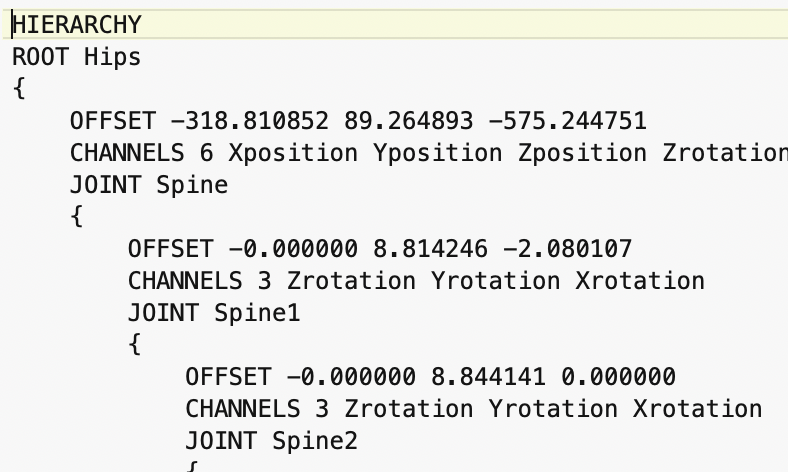 HIERARCHY
ROOT Hips
{
OFFSET -318.810852 89.264893 -575.244751
CHANNELS 6 Xposition Yposition Zposition Zrotation
JOINT Spine
{
OFFSET -0.000000 8.814246 -2.080107
CHANNELS 3 Zrotation Yrotation Xrotation
JOINT Spine1
{
OFFSET -0.000000 8.844141 0.000000
CHANNELS 3 Zrotation Yrotation Xrotation
JOINT Spine2
{